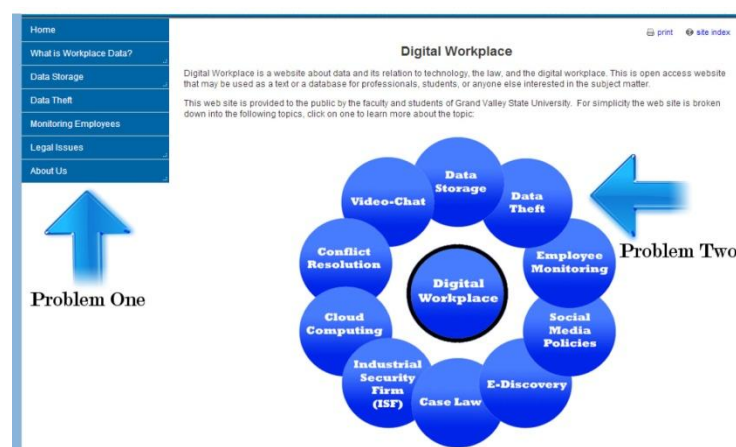 Home
What is Workplace Data?
Data Storage
Data Theft
Monitoring Employees
Legal Issues
About Us
print site index
Digital Workplace
Digital Workplace is a website about data and its relation to technology, the law, and the digital workplace. This is open access website
that may be used as a text or a database for professionals, students, or anyone else interested in the subject matter.
This web site is provided to the public by the faculty and students of Grand Valley State University. For simplicity the web site is broken
down into the following topics, click on one to learn more about the topic:
Data
Storage
Data
Theft
Employee
Monitoring
Social
Media
Policies
E-Discovery
Case Law
Industrial
Security
Firm
(ISF)
Cloud
Computing
Conflict
Resolution
Video-Chat
Digital
Workplace
Problem One
Problem Two